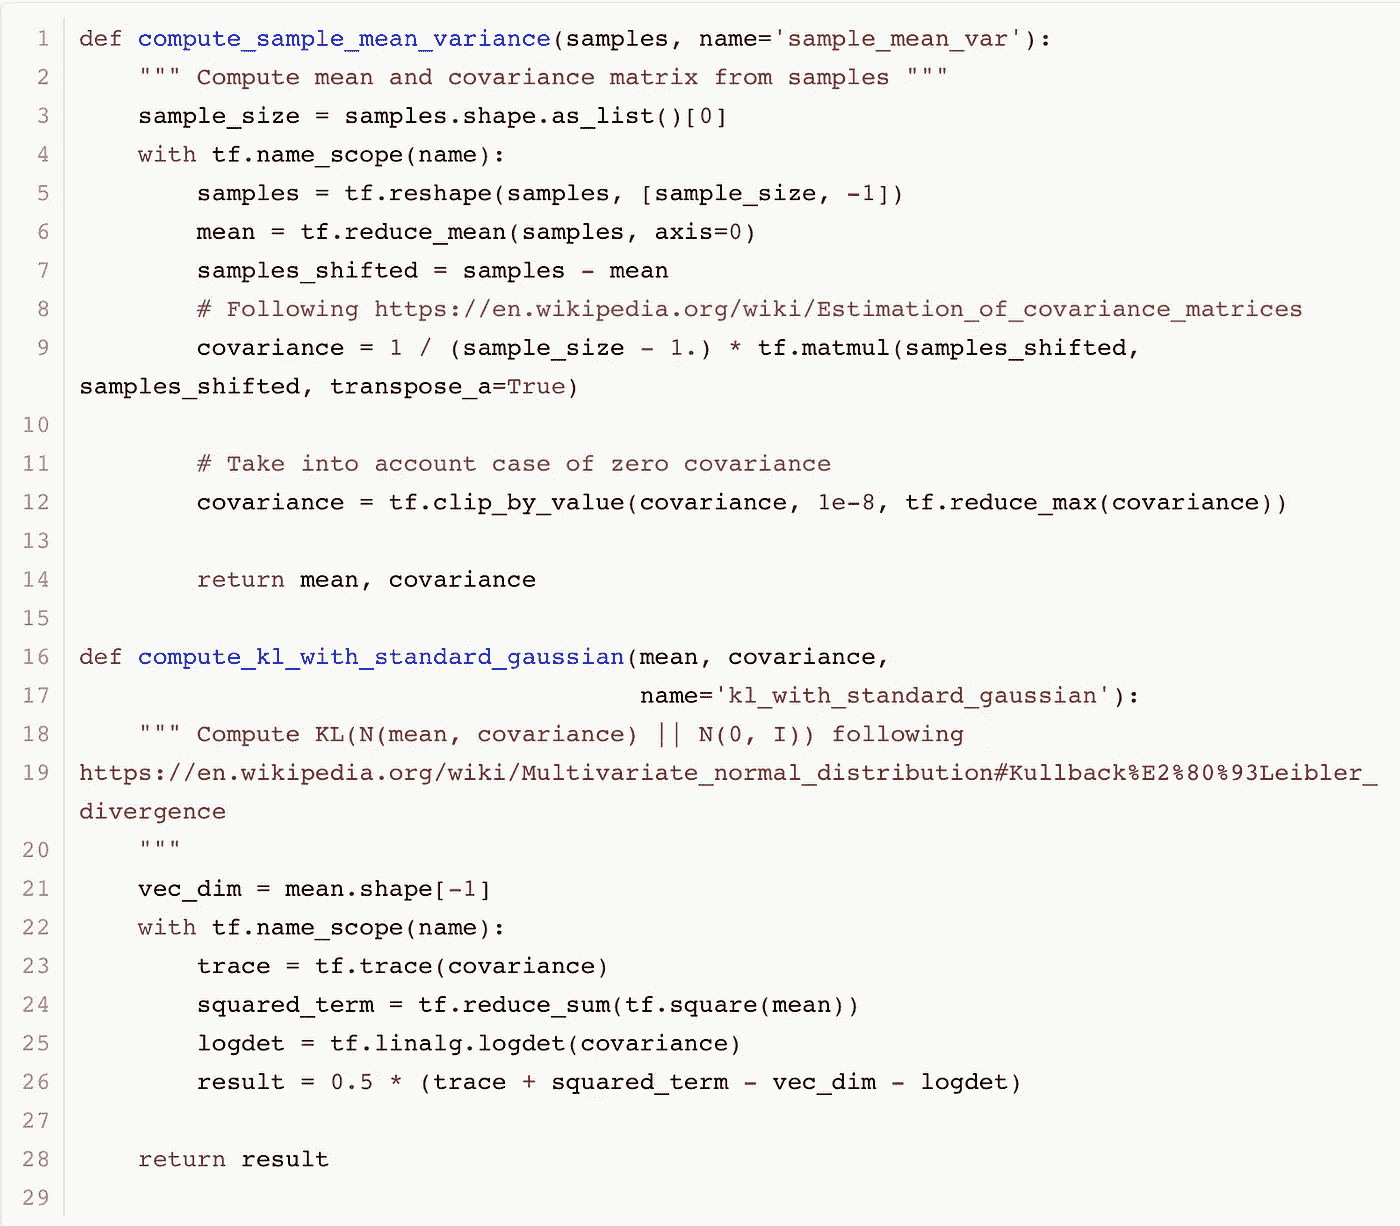 1 def compute_sample_mean_variance(samples, name='sample_mean_var'):
2     """ Compute mean and covariance matrix from samples """
3     sample_size = samples.shape.as_list()[0]
4     with tf.name_scope(name):
5         samples = tf.reshape(samples, [sample_size, -1])
6         mean = tf.reduce_mean(samples, axis=0)
7         samples_shifted = samples - mean
8         # Following https://en.wikipedia.org/wiki/Estimation_of_covariance_matrices
9         covariance = 1 / (sample_size - 1.) * tf.matmul(samples_shifted,
samples_shifted, transpose_a=True)
10
11         # Take into account case of zero covariance
12         covariance = tf.clip_by_value(covariance, 1e-8, tf.reduce_max(covariance))
13
14         return mean, covariance
15
16 def compute_kl_with_standard_gaussian(mean, covariance,
17                                       name='kl_with_standard_gaussian'):
18     """ Compute KL(N(mean, covariance) || N(0, I)) following
19 https://en.wikipedia.org/wiki/Multivariate_normal_distribution#Kullback%E2%80%93Leibler_
divergence
20     """
21     vec_dim = mean.shape[-1]
22     with tf.name_scope(name):
23         trace = tf.trace(covariance)
24         squared_term = tf.reduce_sum(tf.square(mean))
25         logdet = tf.linalg.logdet(covariance)
26         result = 0.5 * (trace + squared_term - vec_dim - logdet)
27
28     return result
29